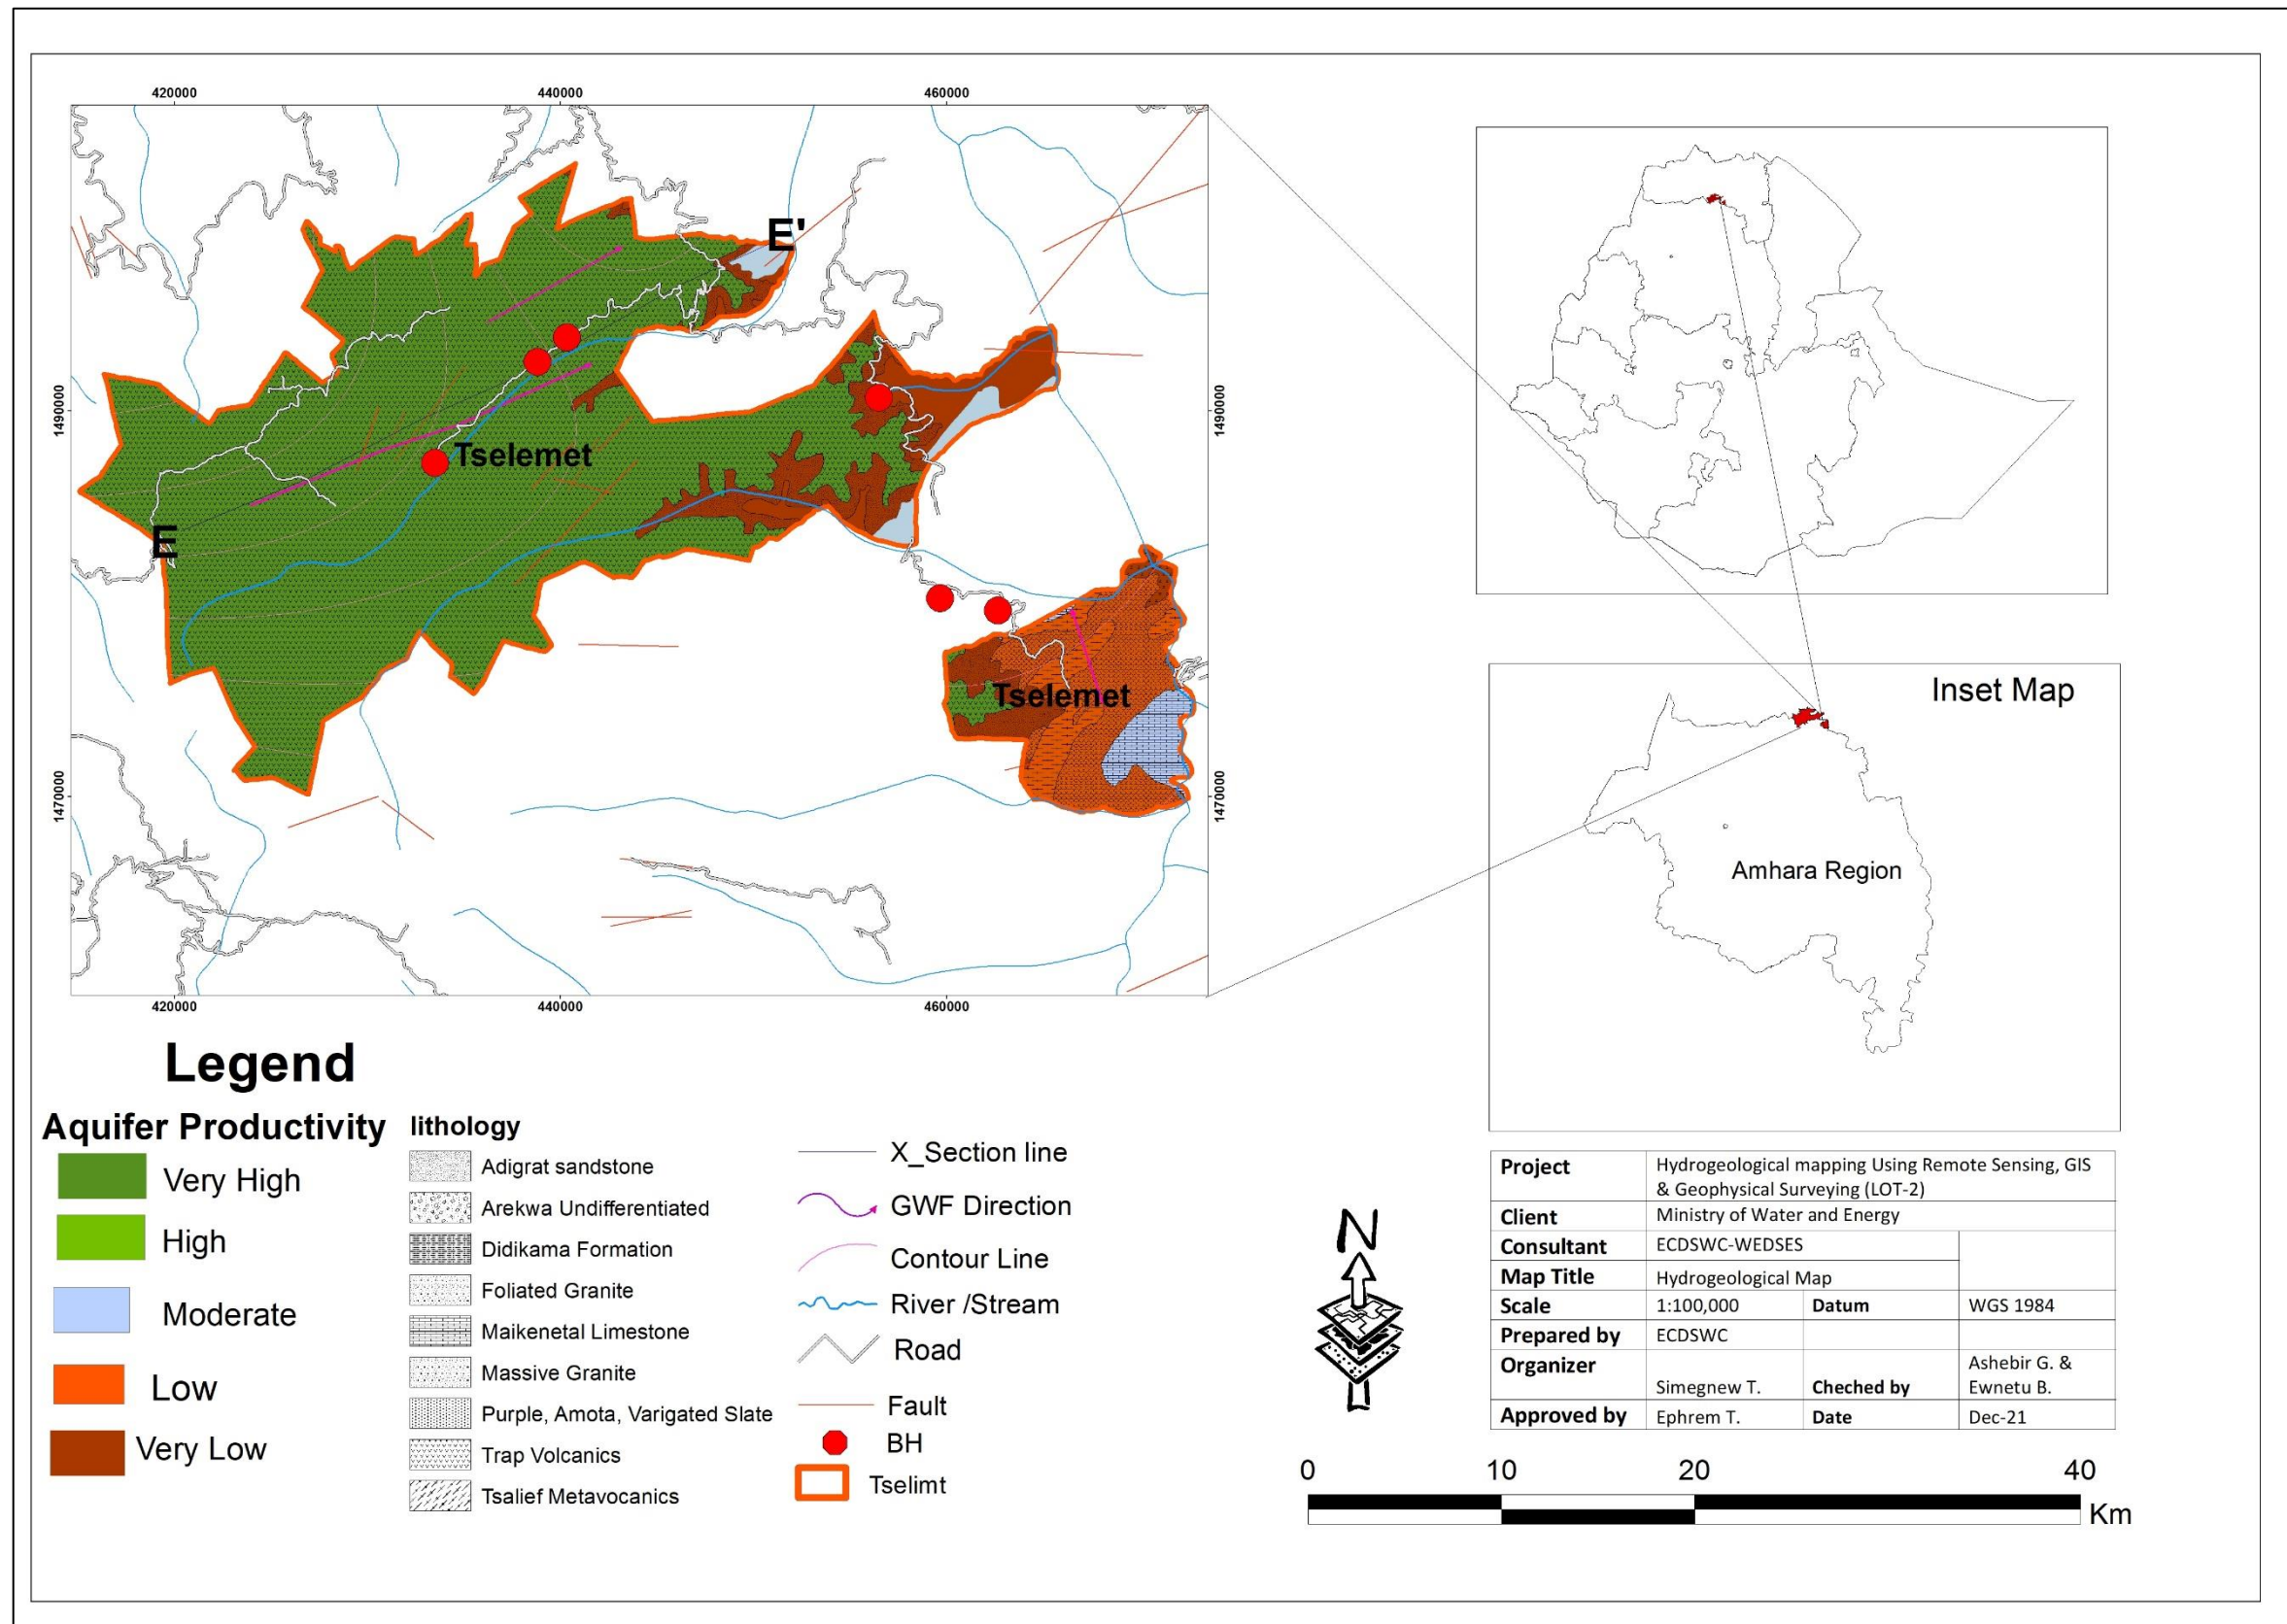 420000
440000
460000
1490000
1490000
1470000
1470000
E'
Tselemet
E
Tselemet
420000
440000
460000
Inset Map
Amhara Region
Legend
Aquifer Productivity
Very High
High
Moderate
Low
Very Low
lithology
Adigrat sandstone
Arekwa Undifferentiated
Didikama Formation
Foliated Granite
Maikenetal Limestone
Massive Granite
Purple, Amota, Varigated Slate
Trap Volcanics
Tsalief Metavocanics
X_Section line
GWF Direction
Contour Line
River /Stream
Road
Fault
BH
Tselimt
N
Project Hydrogeological mapping Using Remote Sensing, GIS
& Geophysical Surveying (LOT-2)
Client Ministry of Water and Energy
Consultant ECDSWC-WEDSES
Map Title Hydrogeological Map
Scale 1:100,000 Datum WGS 1984
Prepared by ECDSWC
Organizer Simegnew T. Cheched by Ashebir G. &
Ewnetu B.
Approved by Ephrem T. Date Dec-21
0 10 20 40
Km